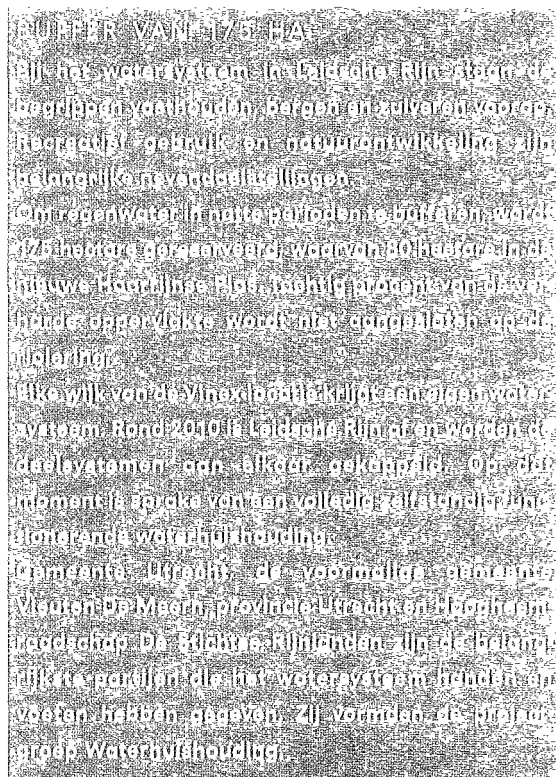 BUFFER VAN 175 HA
Bij het watersysteem in Leidsche Rijn staan de
begrippen vasthouden, bergen en zuiveren voorop.
Recreatief gebruik en natuurontwikkeling zijn
belangrijke nevendoelstellingen.
Om regenwater in natte perioden te bufferen, wordt
175 hectare gereserveerd, waarvan 80 hectare in de
nieuwe Haarrijnse Plas. Tachtig procent van de ver-
harde oppervlakte wordt niet aangesloten op de
riolering.
Elke wijk van de Vinex-locatie krijgt een eigen water-
systeem. Rond 2010 is Leidsche Rijn af en worden de
deelsystemen aan elkaar gekoppeld. Op dat
moment is sprake van een volledig zelfstandig func-
tionerende waterhuishouding.
Gemeente Utrecht, de voormalige gemeente
Vleuten-De Meern, provincie Utrecht en Hoogheem-
raadschap De Stichtse Rijnlanden zijn de belang-
rijkste partijen die het watersysteem handen en
voeten hebben gegeven. Zij vormden de project-
groep Waterhuishouding.